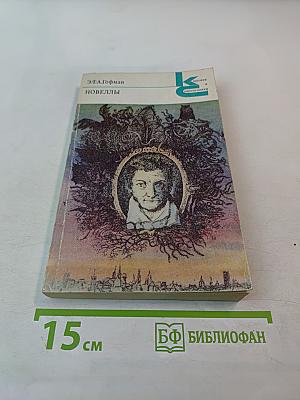 Э.Т.А.Гофман
НОВЕЛЛЫ
К
С
15 см
БФ БИБЛИОФАН